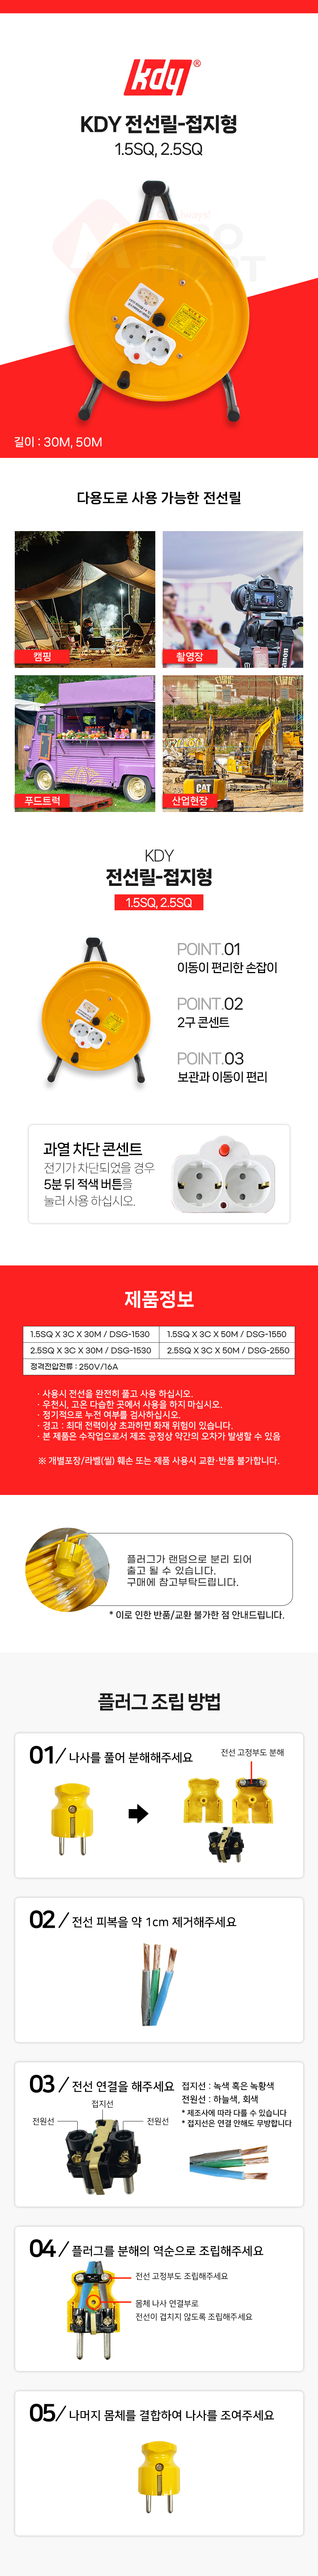 kdy®
KDY 전선릴-접지형
1.5SQ, 2.5SQ
길이 : 30M, 50M
다용도로 사용 가능한 전선릴
캠핑
촬영장
Canon
푸드트럭
CAT
산업현장
KDY
전선릴-접지형
1.5SQ, 2.5SQ
POINT.01
이동이 편리한 손잡이
POINT.02
2구 콘센트
POINT.03
보관과 이동이 편리
과열 차단 콘센트
전기가 차단되었을 경우
5분 뒤 적색 버튼을
눌러 사용 하십시오.
제품정보
1.5SQ X 3C X 30M / DSG-1530
1.5SQ X 3C X 50M / DSG-1550
2.5SQ X 3C X 30M / DSG-1530
2.5SQ X 3C X 50M / DSG-2550
정격전압전류 : 250V/16A
· 사용시 전선을 완전히 풀고 사용 하십시오.
· 우천시, 고온 다습한 곳에서 사용을 하지 마십시오.
· 정기적으로 누전 여부를 검사하십시오.
· 경고 : 최대 전력이상 초과하면 화재 위험이 있습니다.
· 본 제품은 수작업으로서 제조 공정상 약간의 오차가 발생할 수 있음
※ 개별포장/라벨(씰) 훼손 또는 제품 사용시 교환·반품 불가합니다.
플러그가 랜덤으로 분리 되어
출고 될 수 있습니다.
구매에 참고부탁드립니다.
* 이로 인한 반품/교환 불가한 점 안내드립니다.
플러그 조립 방법
01/ 나사를 풀어 분해해주세요
전선 고정부도 분해
02/ 전선 피복을 약 1cm 제거해주세요
03/ 전선 연결을 해주세요
접지선 : 녹색 혹은 녹황색
전원선 : 하늘색, 회색
* 제조사에 따라 다를 수 있습니다
* 접지선은 연결 안해도 무방합니다
접지선
전원선
전원선
04/ 플러그를 분해의 역순으로 조립해주세요
전선 고정부도 조립해주세요
몸체 나사 연결부로
전선이 겹치지 않도록 조립해주세요
05/ 나머지 몸체를 결합하여 나사를 조여주세요